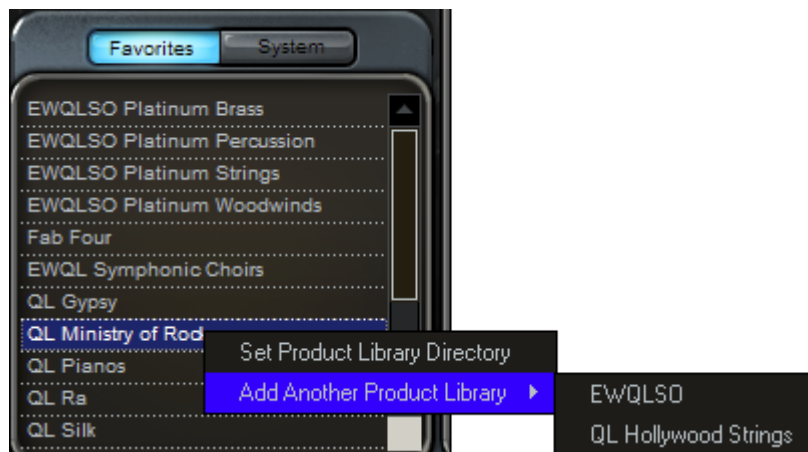 Favorites System
EWQLSO Platinum Brass
EWQLSO Platinum Percussion
EWQLSO Platinum Strings
EWQLSO Platinum Woodwinds
Fab Four
EWQL Symphonic Choirs
QL Gypsy
QL Ministry of Roc
Set Product Library Directory
QL Pianos
Add Another Product Library
EWQLSO
QL Ra
QL Hollywood Strings
QL Silk